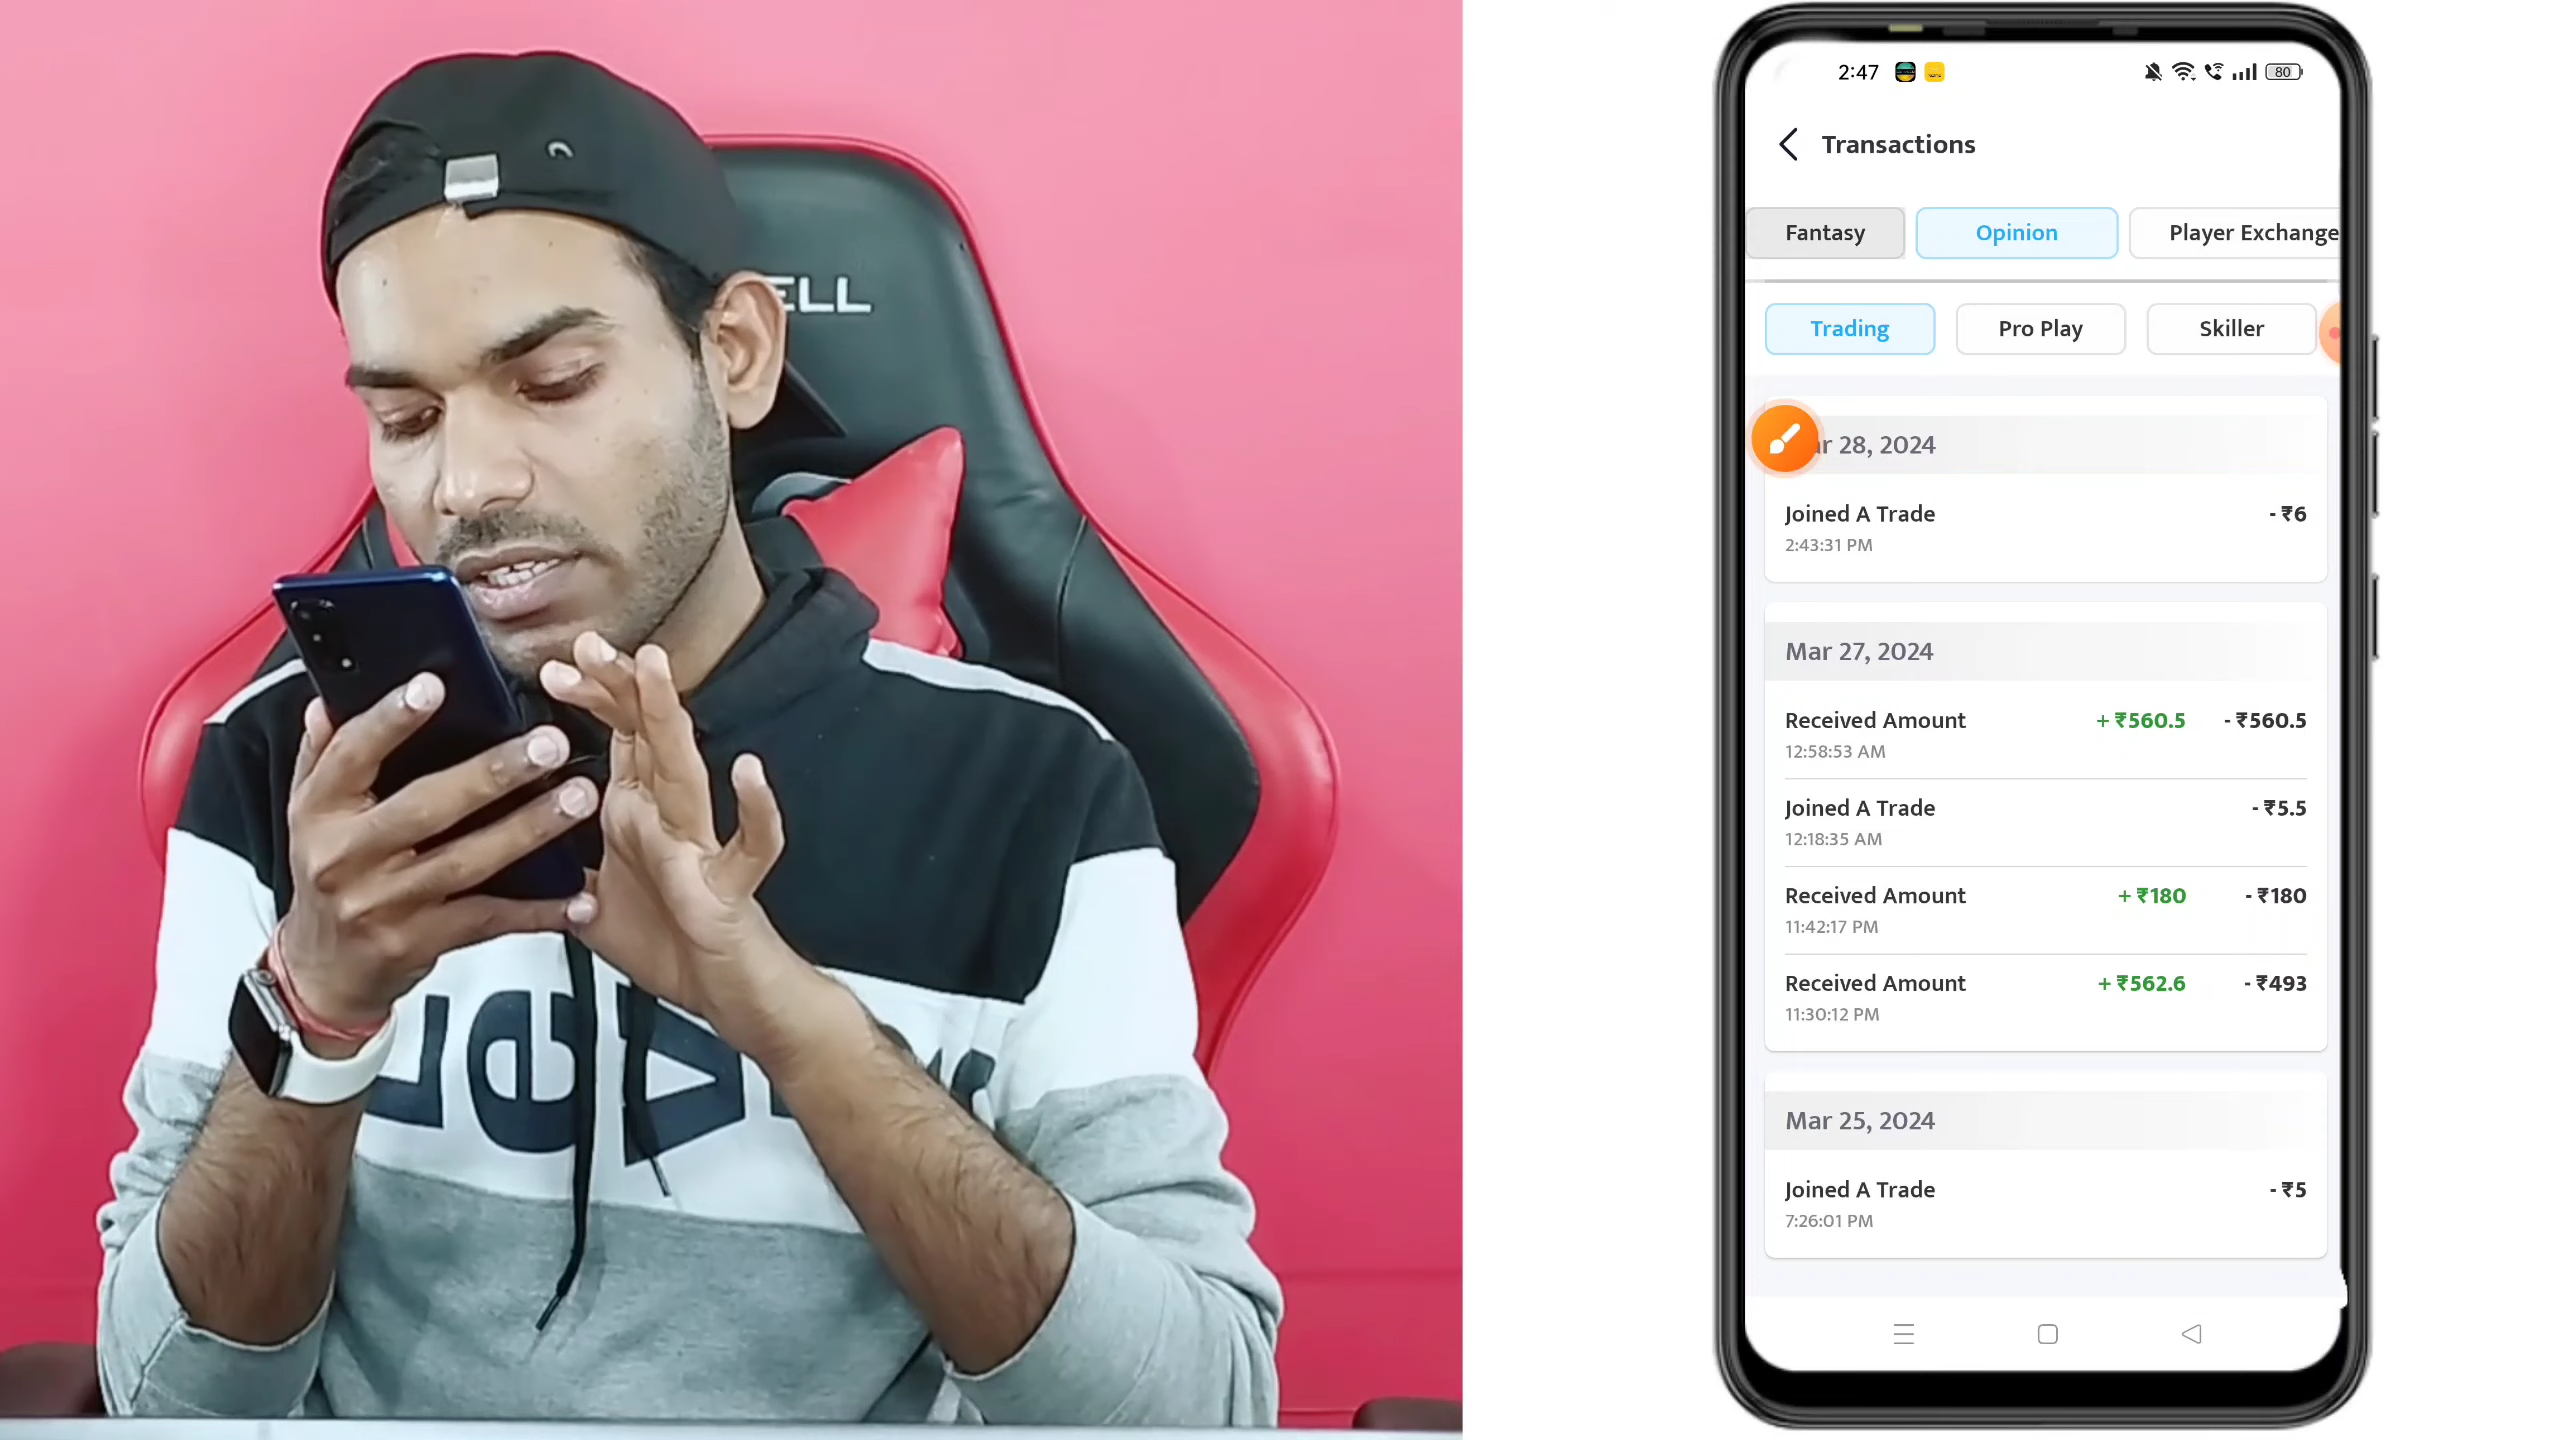 ELL
Levi's
2:47
80
Transactions
Fantasy
Opinion
Player Exchange
Trading
Pro Play
Skiller
r 28, 2024
Joined A Trade - ₹6
2:43:31 PM
Mar 27, 2024
Received Amount + ₹560.5 - ₹560.5
12:58:53 AM
Joined A Trade - ₹5.5
12:18:35 AM
Received Amount + ₹180 - ₹180
11:42:17 PM
Received Amount + ₹562.6 - ₹493
11:30:12 PM
Mar 25, 2024
Joined A Trade - ₹5
7:26:01 PM